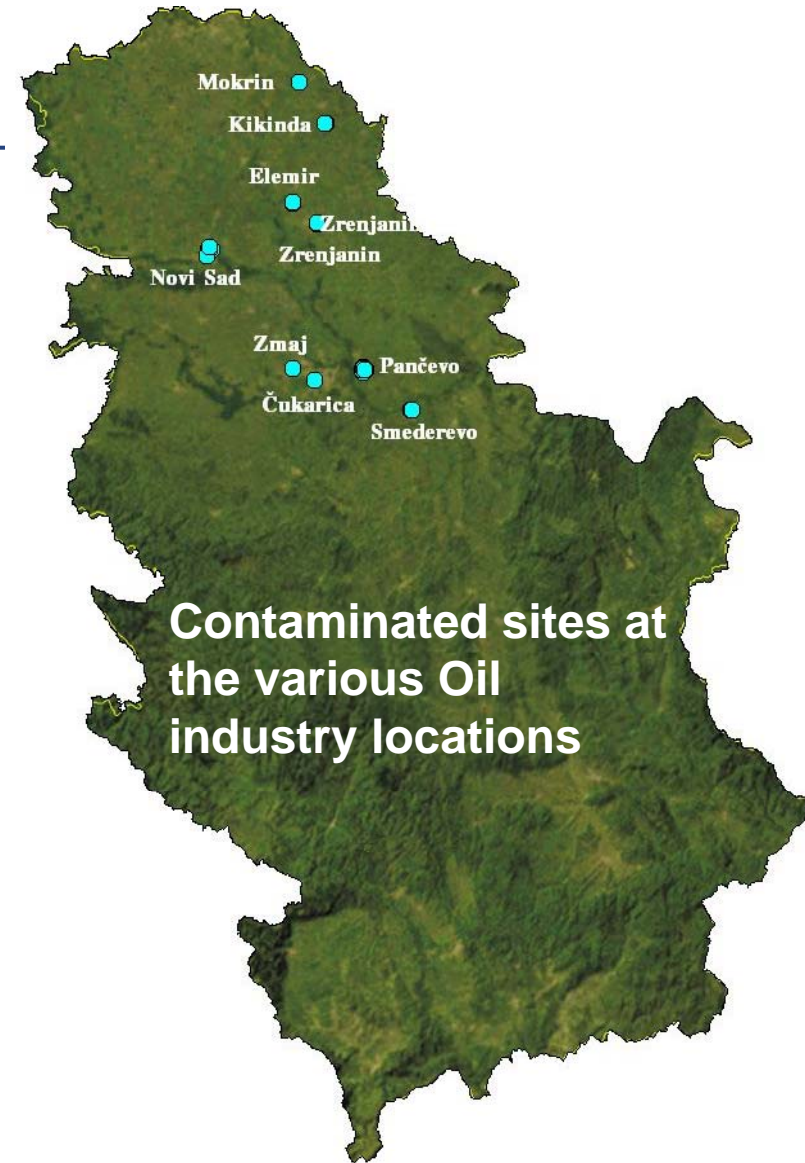 Mokrin
Kikinda
Elemir
Zrenjanin
Zrenjanin
Novi Sad
Zmaj
Pančevo
Čukarica
Smederevo
Contaminated sites at
the various Oil
industry locations